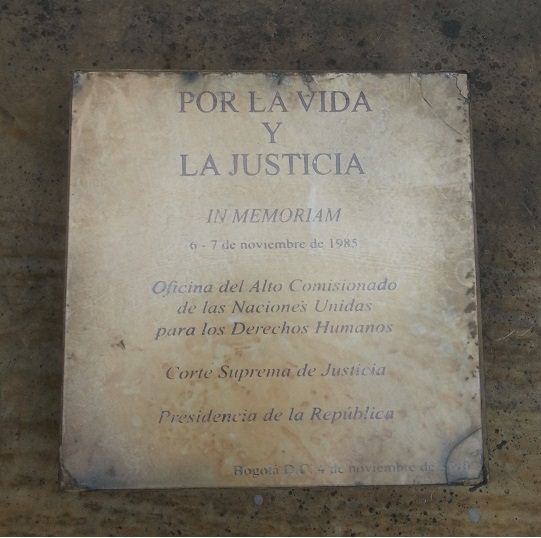 POR LA VIDA
Y
LA JUSTICIA
IN MEMORIAM
6 - 7 de noviembre de 1985
Oficina del Alto Comisionado
de las Naciones Unidas
para los Derechos Humanos
Corte Suprema de Justicia
Presidencia de la República
Bogotá D.C. 4 de noviembre de